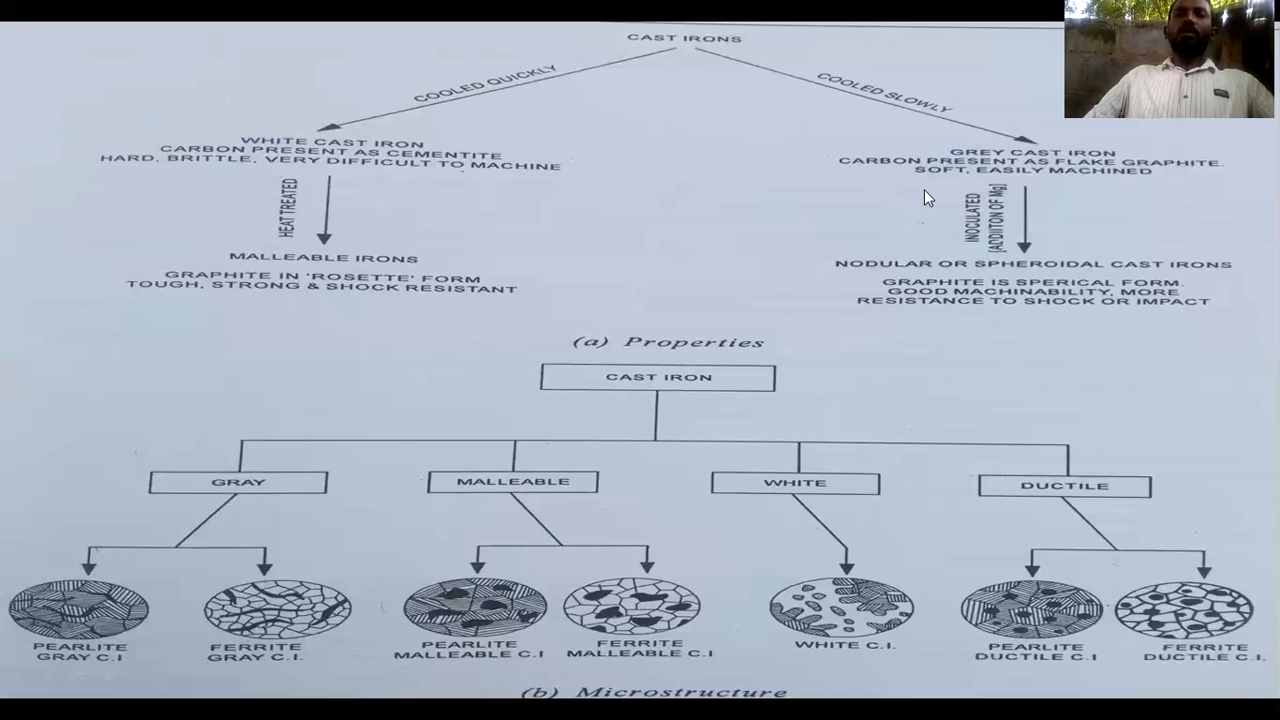 CAST IRONS
COOLED QUICKLY
COOLED SLOWLY
WHITE CAST IRON
CARBON PRESENT AS CEMENTITE
HARD, BRITTLE, VERY DIFFICULT TO MACHINE
GREY CAST IRON
CARBON PRESENT AS FLAKE GRAPHITE.
SOFT, EASILY MACHINED
HEAT TREATED
INOCULATED
[ADDITON OF Mg]
MALLEABLE IRONS
GRAPHITE IN 'ROSETTE' FORM
TOUGH, STRONG & SHOCK RESISTANT
NODULAR OR SPHEROIDAL CAST IRONS
GRAPHITE IS SPERICAL FORM.
GOOD MACHINABILITY, MORE
RESISTANCE TO SHOCK OR IMPACT
(a) Properties
CAST IRON
GRAY
MALLEABLE
WHITE
DUCTILE
PEARLITE
GRAY C.I
FERRITE
GRAY C.I.
PEARLITE
MALLEABLE C.I
FERRITE
MALLEABLE C.I
WHITE C.I.
PEARLITE
DUCTILE C.I
FERRITE
DUCTILE C.I.
(b) Microstructure